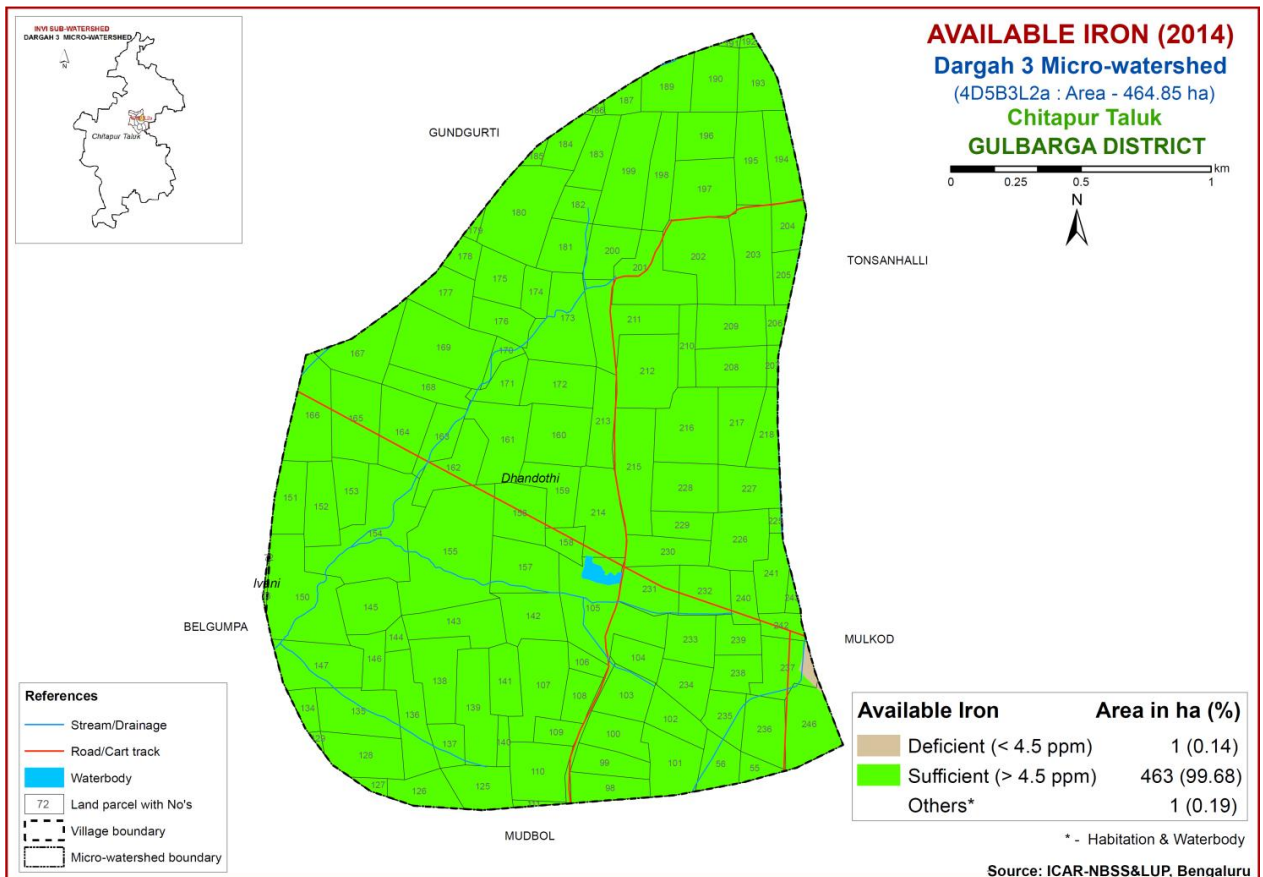 INVI SUB-WATERSHED
DARGAH 3 MICRO-WATERSHED
N
Chitapur Taluk
AVAILABLE IRON (2014)
Dargah 3 Micro-watershed
(4D5B3L2a : Area - 464.85 ha)
Chitapur Taluk
GULBARGA DISTRICT
0 0.25 0.5 1 km
N
GUNDGURTI
TONSANHALLI
BELGUMPA
MULKOD
MUDBOL
Dhandothi
Ivani
191 192
189 190 193
187
186
184 183 196
185
199 198 195 194
197
180 182
204
179 181 200 202 203
178 201 205
175 174
177
176 173 211 209 206
210
169 170
167 208 207
168 171 172 212
166 165 164 163 161 160 213 216 217 218
162 215
151 153 159 228 227
152 156 214
154 229 225
155 158 230 226
157 241
150 231 232 240 243
145 143 142 105 242
144 233 239
147 146 106 104 237
138 141 107 234 238
134 135 136 139 108 103
102 235 236 246
129 137 109 100
128 140
99 101 56 55
127 126 125 110 98
References
Stream/Drainage
Road/Cart track
Waterbody
72 Land parcel with No's
Village boundary
Micro-watershed boundary
Available Iron Area in ha (%)
Deficient (< 4.5 ppm) 1 (0.14)
Sufficient (> 4.5 ppm) 463 (99.68)
Others* 1 (0.19)
* - Habitation & Waterbody
Source: ICAR-NBSS&LUP, Bengaluru